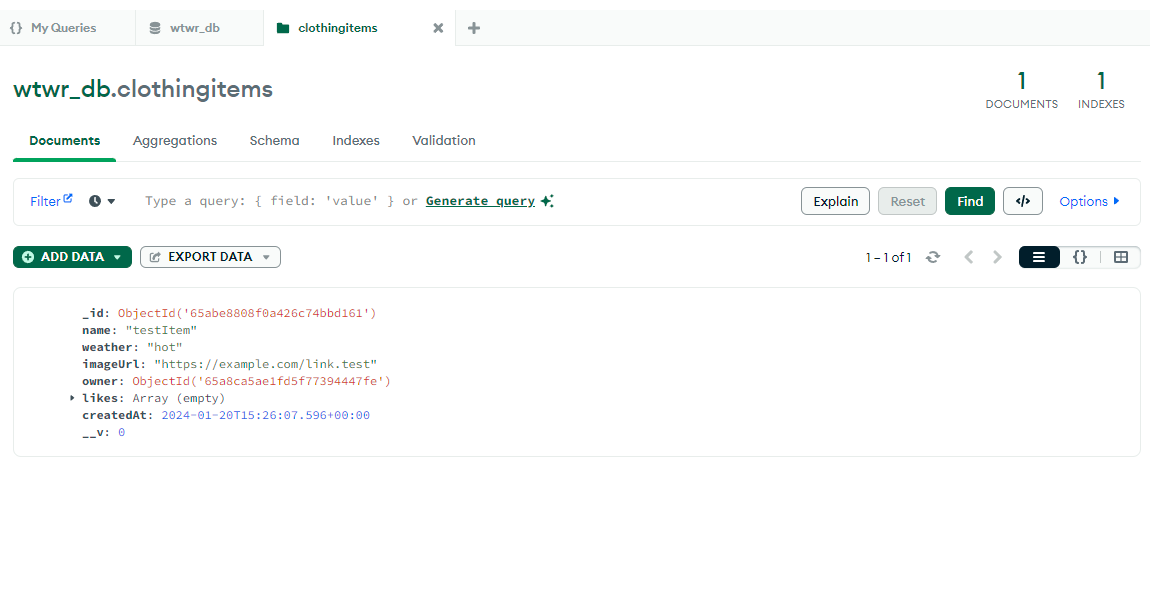 {} My Queries
wtwr_db
clothingitems
wtwr_db.clothingitems
1
DOCUMENTS
1
INDEXES
Documents
Aggregations
Schema
Indexes
Validation
Filter
Type a query: { field: 'value' } or Generate query
Explain
Reset
Find
</>
Options
ADD DATA
EXPORT DATA
1 – 1 of 1
{}
_id: ObjectId('65abe8808f0a426c74bbd161')
name: "testItem"
weather: "hot"
imageUrl: "https://example.com/link.test"
owner: ObjectId('65a8ca5ae1fd5f77394447fe')
likes: Array (empty)
createdAt: 2024-01-20T15:26:07.596+00:00
__v: 0